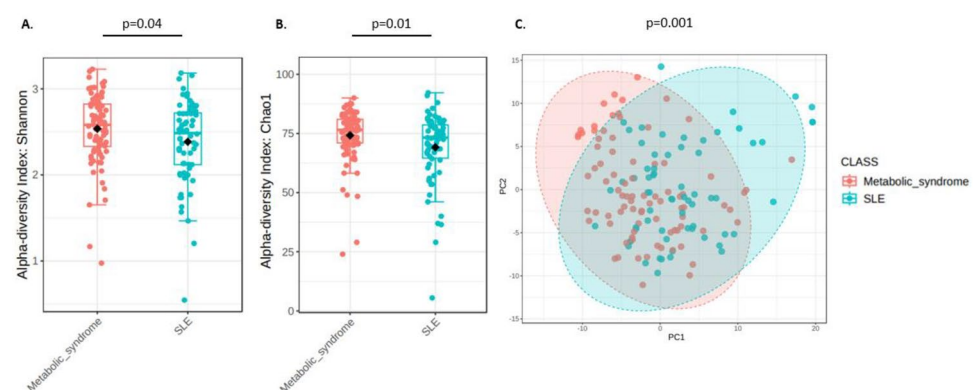 A.
p=0.04
Alpha-diversity Index: Shannon
3
2
1
Metabolic_syndrome
SLE
B.
p=0.01
Alpha-diversity Index: Chao1
100
75
50
25
0
Metabolic_syndrome
SLE
C.
p=0.001
PC2
15
10
5
0
-5
-10
-15
-10
0
10
20
PC1
CLASS
Metabolic_syndrome
SLE